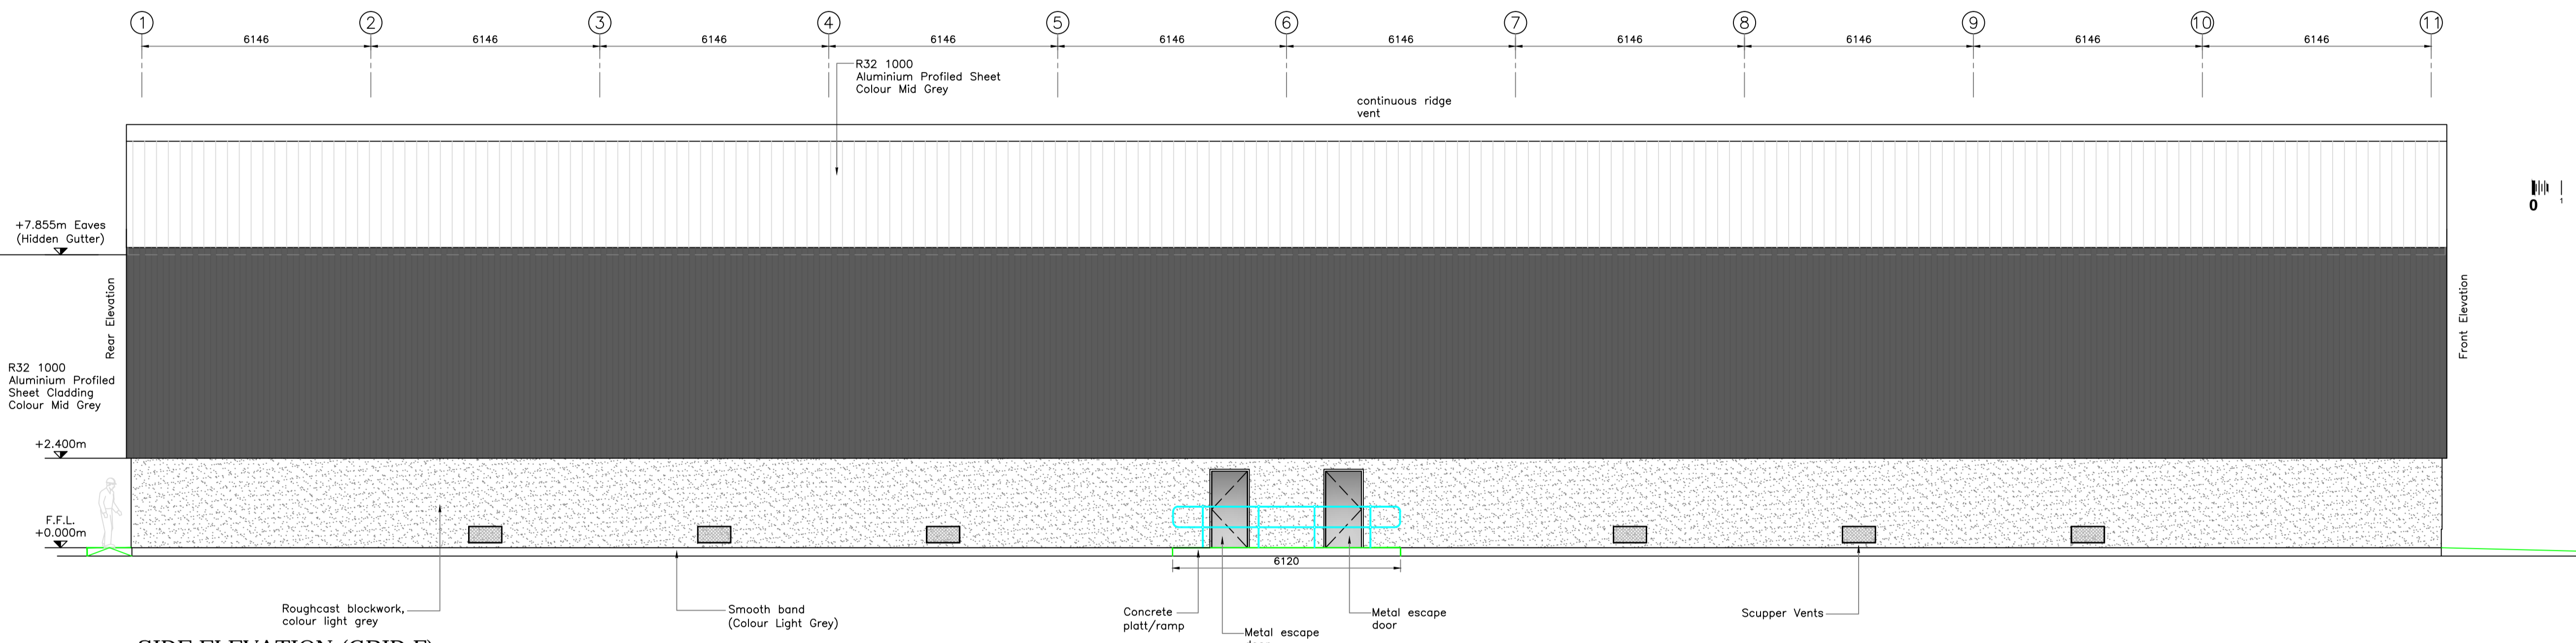 1 2 3 4 5 6 7 8 9 10 11
6146 6146 6146 6146 6146 6146 6146 6146 6146 6146
R32 1000
Aluminium Profiled Sheet
Colour Mid Grey
continuous ridge
vent
+7.855m Eaves
(Hidden Gutter)
Rear Elevation
Front Elevation
0 1
R32 1000
Aluminium Profiled
Sheet Cladding
Colour Mid Grey
+2.400m
F.F.L.
+0.000m
6120
Roughcast blockwork,
colour light grey
Smooth band
(Colour Light Grey)
Concrete
platt/ramp
Metal escape
Metal escape
door
Scupper Vents
SIDE ELEVATION (GRID